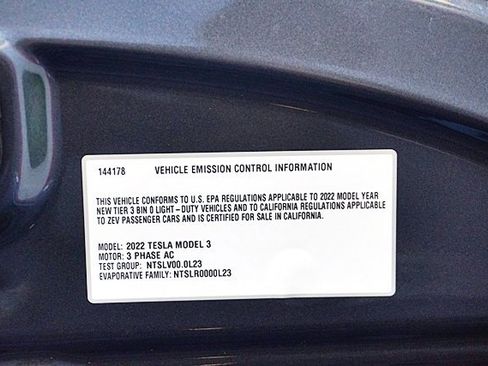 144178 VEHICLE EMISSION CONTROL INFORMATION
THIS VEHICLE CONFORMS TO U.S. EPA REGULATIONS APPLICABLE TO 2022 MODEL YEAR
NEW TIER 3 BIN 0 LIGHT-DUTY VEHICLES AND TO CALIFORNIA REGULATIONS APPLICABLE
TO ZEV PASSENGER CARS AND IS CERTIFIED FOR SALE IN CALIFORNIA.
MODEL: 2022 TESLA MODEL 3
MOTOR: 3 PHASE AC
TEST GROUP: NTSLV00.0L23
EVAPORATIVE FAMILY: NTSLR0000L23